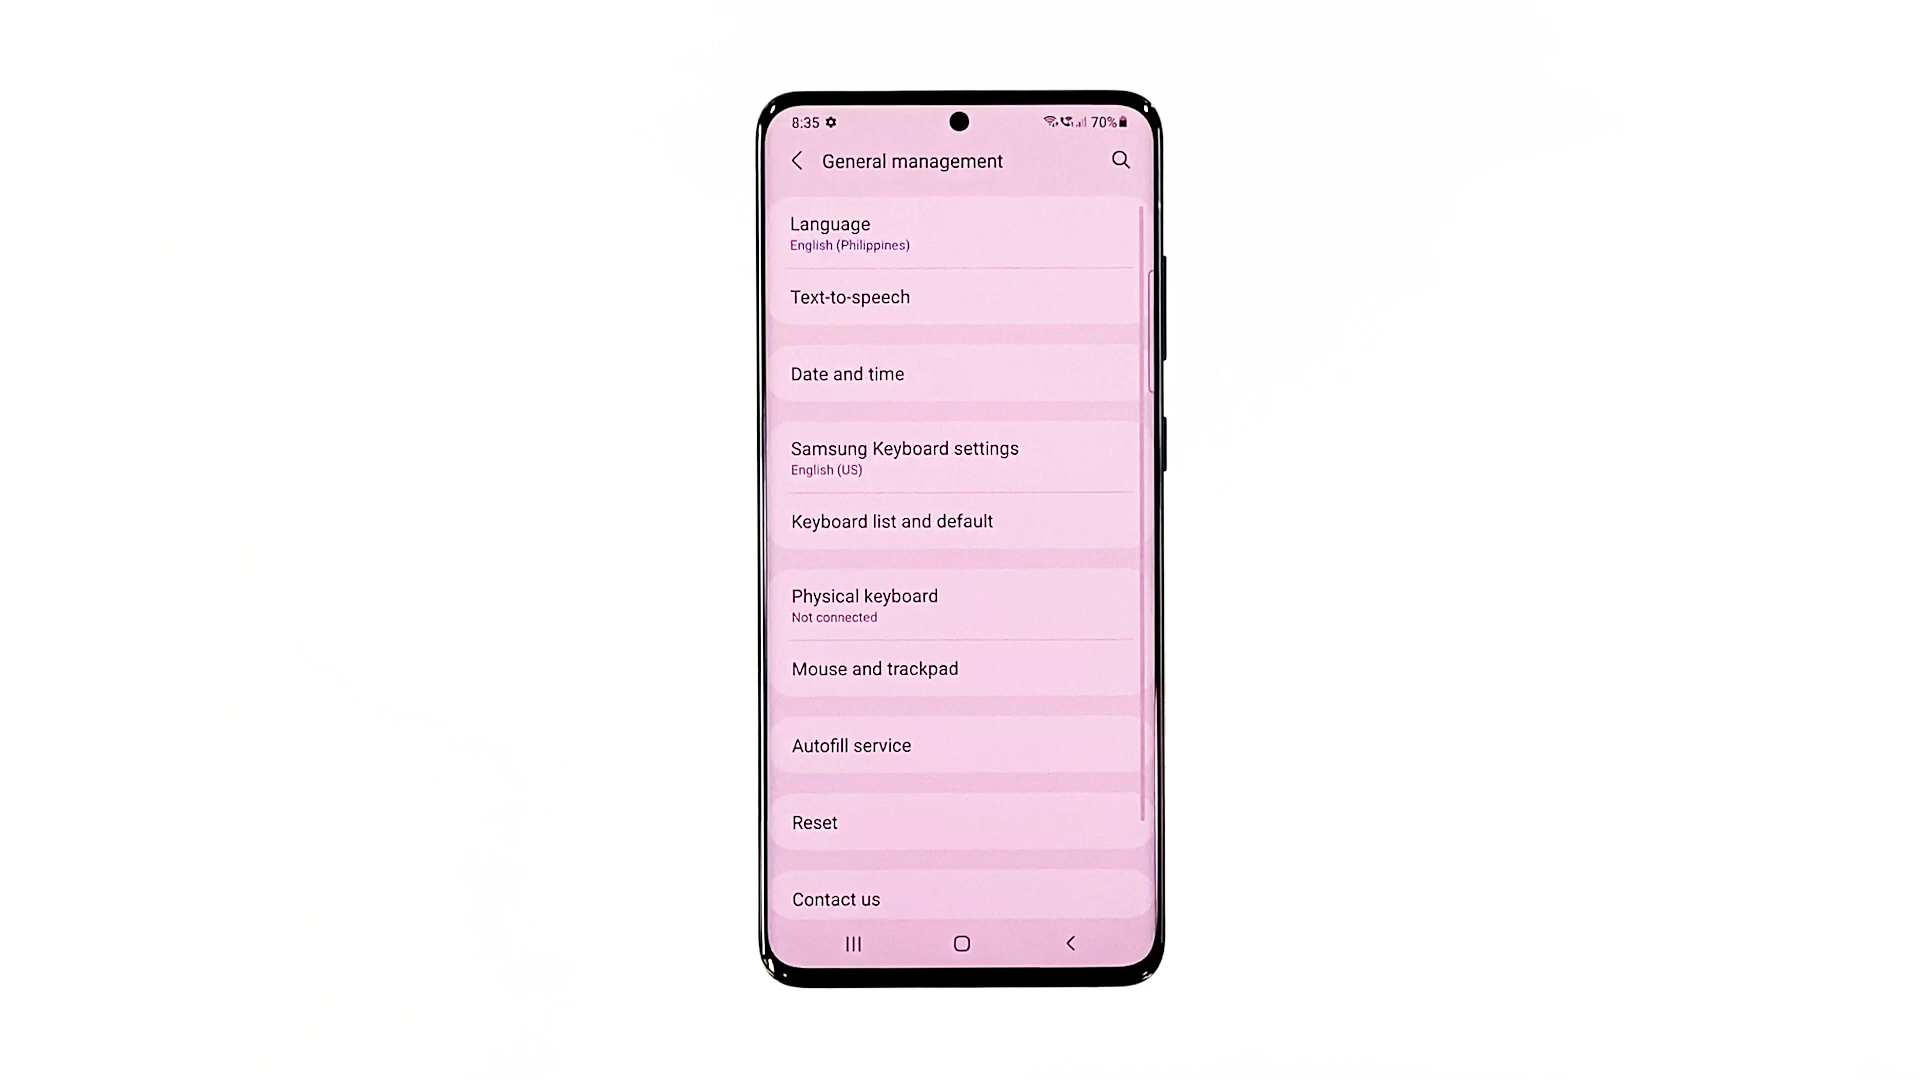 8:35 70%
General management
Language
English (Philippines)
Text-to-speech
Date and time
Samsung Keyboard settings
English (US)
Keyboard list and default
Physical keyboard
Not connected
Mouse and trackpad
Autofill service
Reset
Contact us